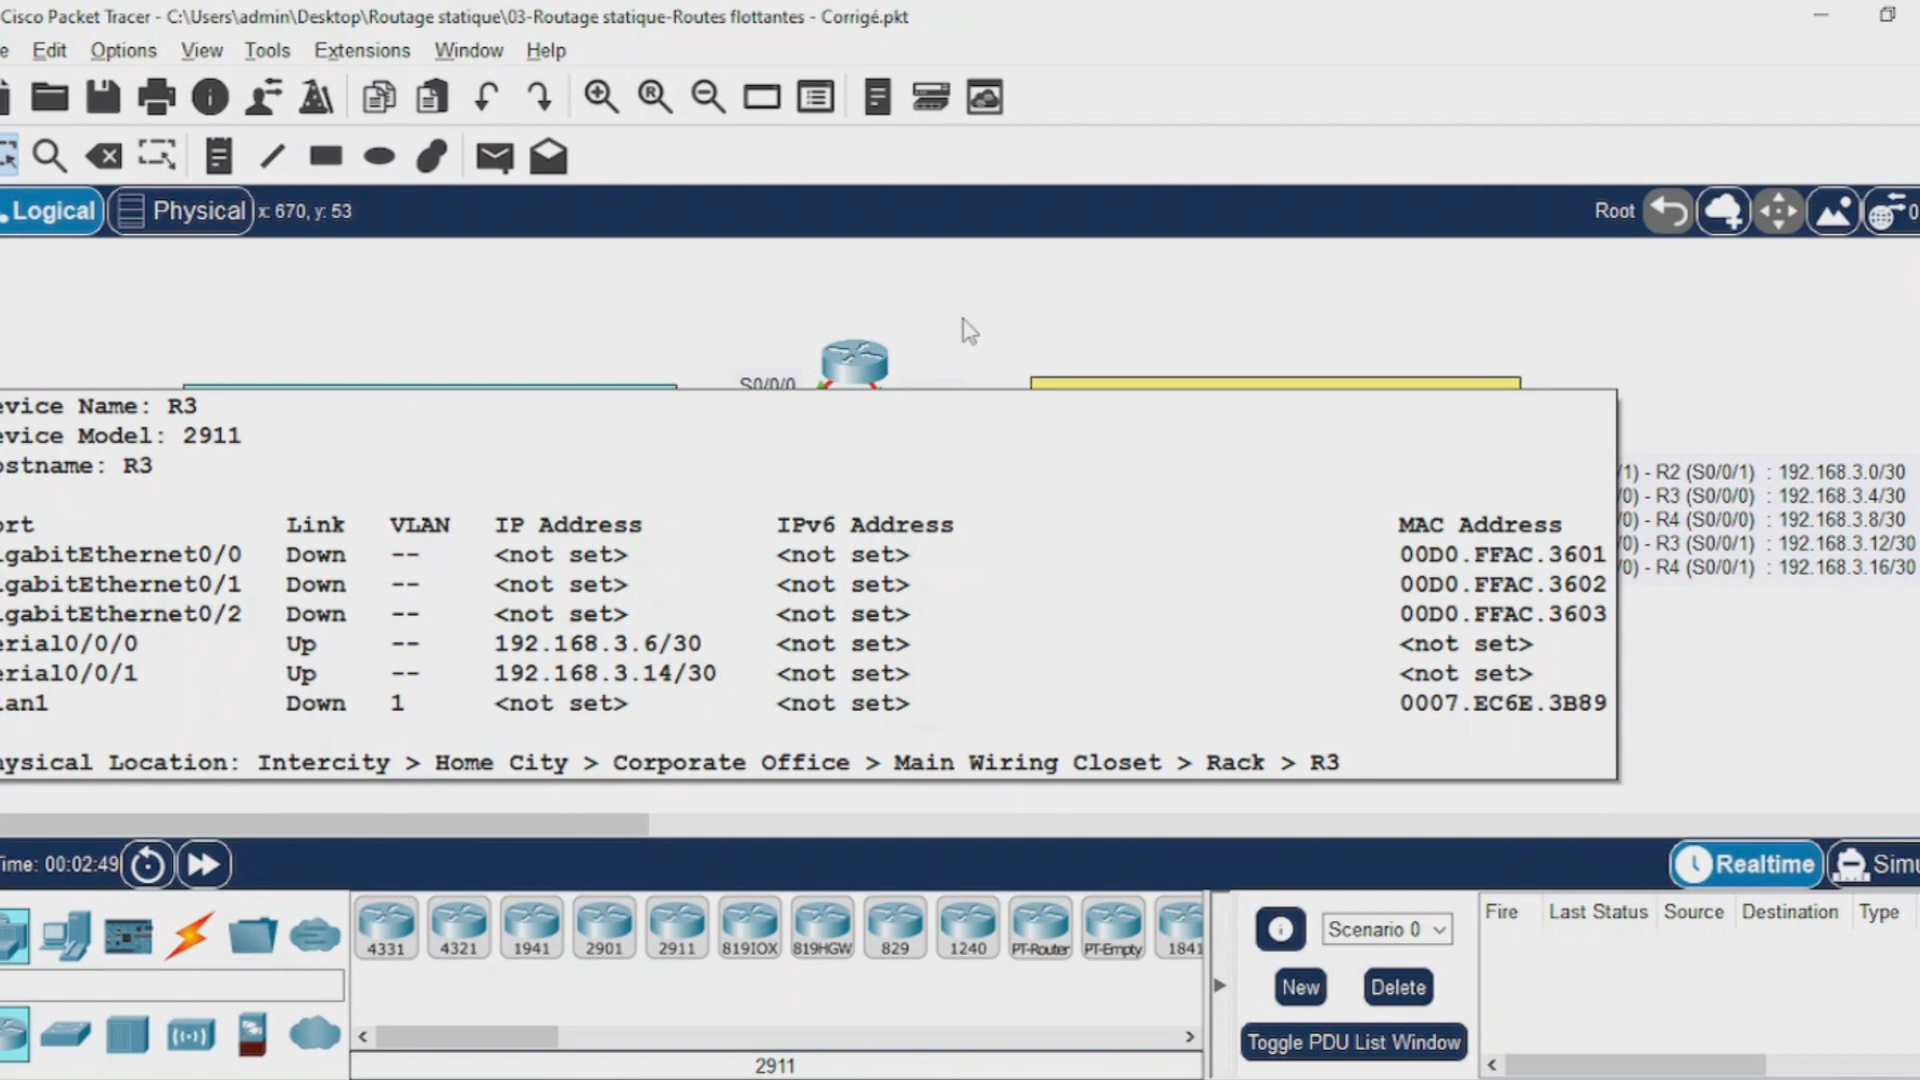 Cisco Packet Tracer - C:\Users\admin\Desktop\Routage statique\03-Routage statique-Routes flottantes - Corrigé.pkt
e Edit Options View Tools Extensions Window Help
Logical Physical x: 670, y: 53 Root 0
S0/0/0
evice Name: R3
evice Model: 2911
ostname: R3
ort Link VLAN IP Address IPv6 Address MAC Address
igabitEthernet0/0 Down -- <not set> <not set> 00D0.FFAC.3601
igabitEthernet0/1 Down -- <not set> <not set> 00D0.FFAC.3602
igabitEthernet0/2 Down -- <not set> <not set> 00D0.FFAC.3603
erial0/0/0 Up -- 192.168.3.6/30 <not set> <not set>
erial0/0/1 Up -- 192.168.3.14/30 <not set> <not set>
lan1 Down 1 <not set> <not set> 0007.EC6E.3B89
hysical Location: Intercity > Home City > Corporate Office > Main Wiring Closet > Rack > R3
/1) - R2 (S0/0/1) : 192.168.3.0/30
/0) - R3 (S0/0/0) : 192.168.3.4/30
/0) - R4 (S0/0/0) : 192.168.3.8/30
/0) - R3 (S0/0/1) : 192.168.3.12/30
/0) - R4 (S0/0/1) : 192.168.3.16/30
Time: 00:02:49 Realtime Simu
4331 4321 1941 2901 2911 819IOX 819HGW 829 1240 PT-Router PT-Empty 1841
Scenario 0
New Delete
Toggle PDU List Window
Fire Last Status Source Destination Type
2911